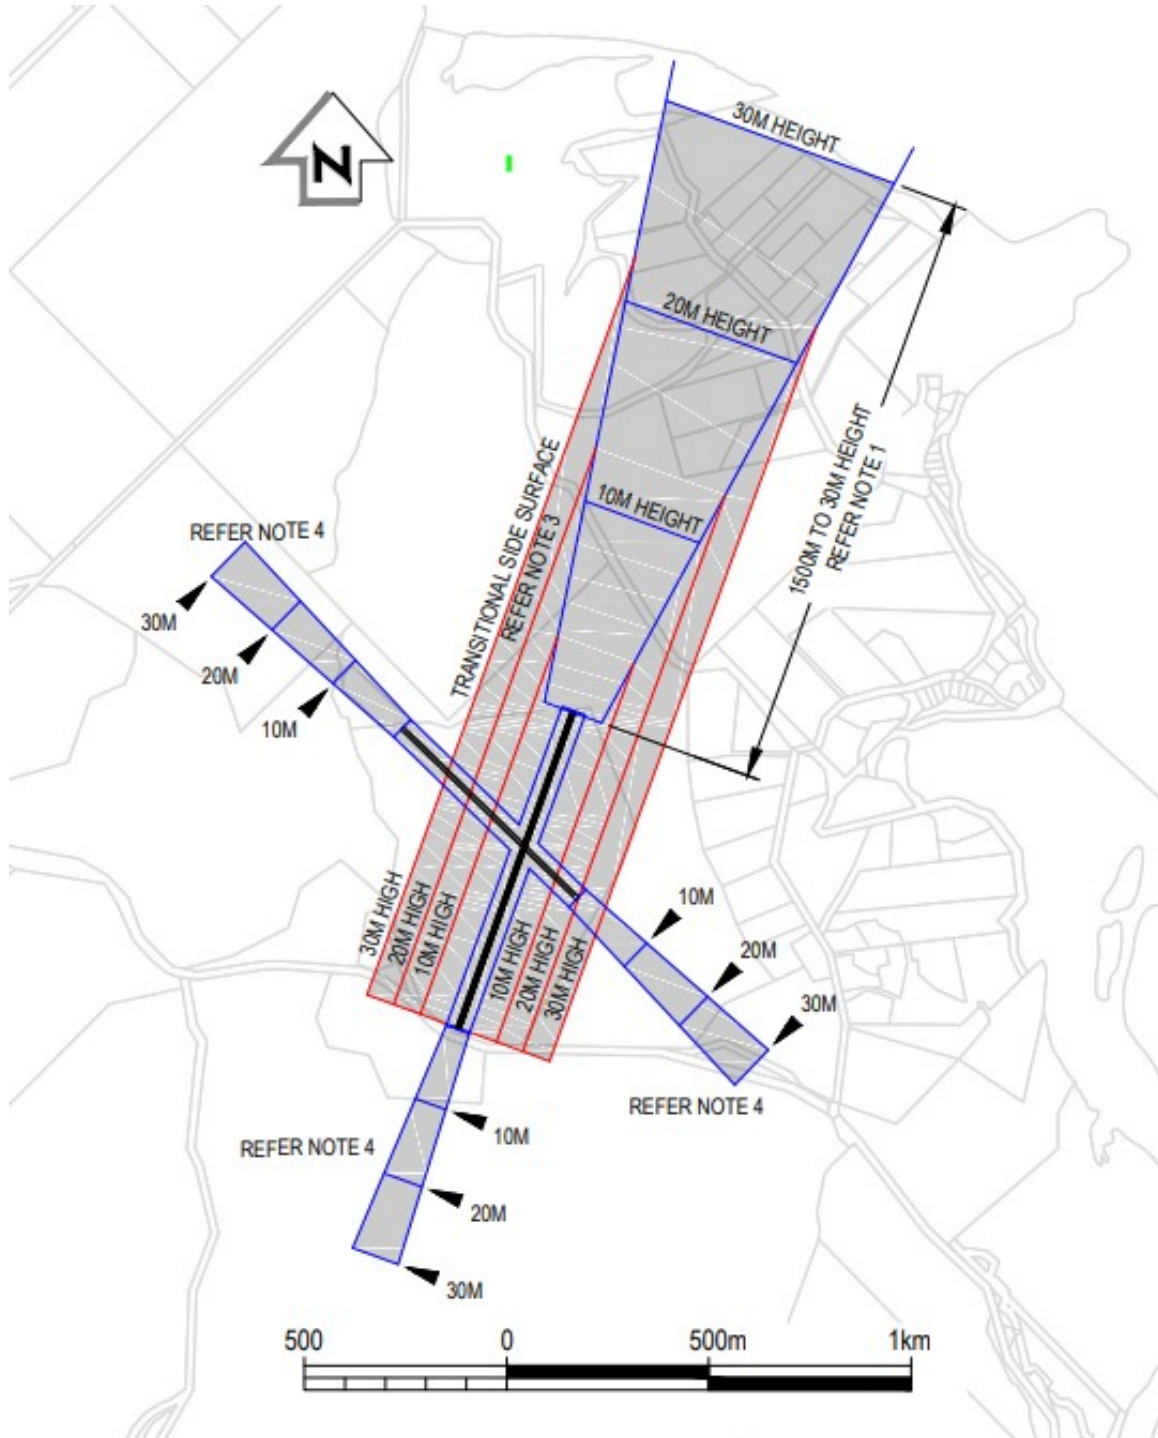 N
30M HEIGHT
20M HEIGHT
10M HEIGHT
1500M TO 30M HEIGHT
REFER NOTE 1
TRANSITIONAL SIDE SURFACE
REFER NOTE 3
REFER NOTE 4
30M
20M
10M
30M HIGH
20M HIGH
10M HIGH
10M HIGH
20M HIGH
30M HIGH
10M
20M
30M
REFER NOTE 4
REFER NOTE 4
10M
20M
30M
500 0 500m 1km